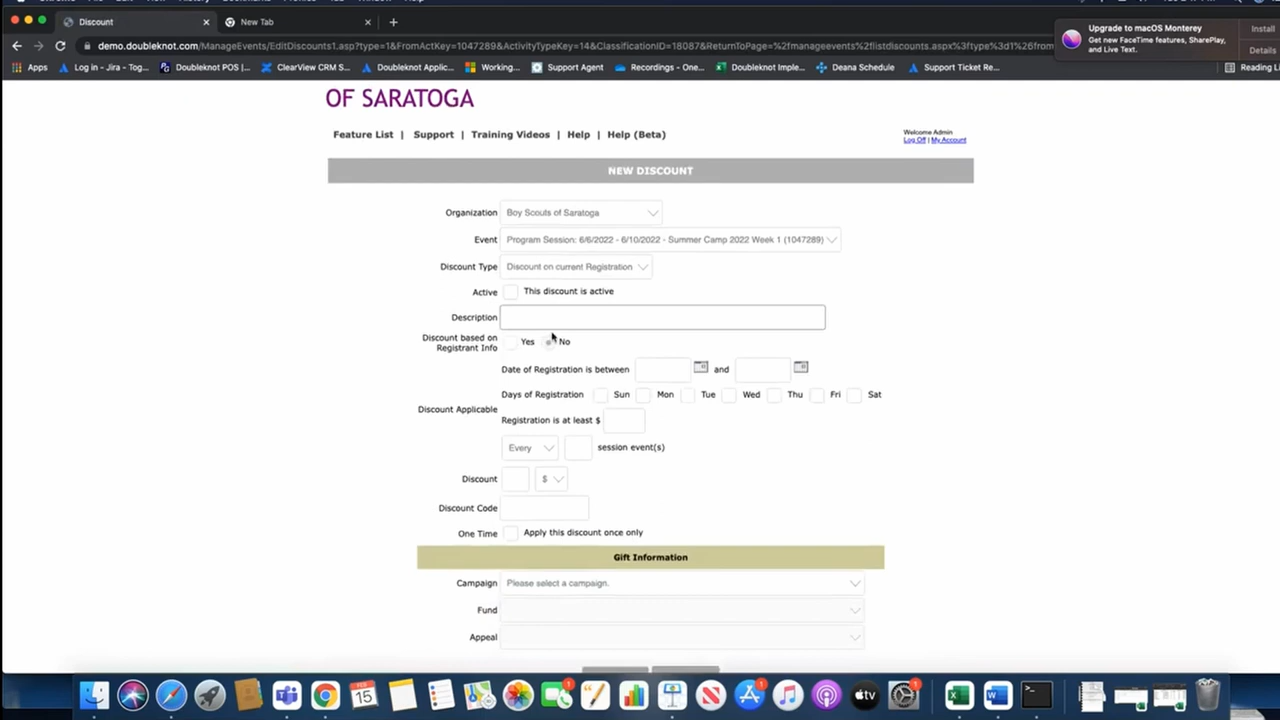 Discount
New Tab
Upgrade to macOS Monterey
Install
Get new FaceTime features, SharePlay, and Live Text.
Details
demo.doubleknot.com/ManageEvents/EditDiscounts1.asp?type=1&FromActKey=1047289&ActivityTypeKey=14&ClassificationID=18087&ReturnToPage=%2fmanageevents%2flistdiscounts.aspx%3ftype%3d1%26from
Apps
Log in - Jira - Tog...
Doubleknot POS |...
ClearView CRM S...
Doubleknot Applic...
Working...
Support Agent
Recordings - One...
Doubleknot Imple...
Deana Schedule
Support Ticket Re...
Reading Li
OF SARATOGA
Feature List | Support | Training Videos | Help | Help (Beta)
Welcome Admin
Log Off | My Account
NEW DISCOUNT
Organization Boy Scouts of Saratoga
Event Program Session: 6/6/2022 - 6/10/2022 - Summer Camp 2022 Week 1 (1047289)
Discount Type Discount on current Registration
Active This discount is active
Description
Discount based on Registrant Info Yes No
Date of Registration is between and
Days of Registration Sun Mon Tue Wed Thu Fri Sat
Discount Applicable
Registration is at least $
Every session event(s)
Discount $
Discount Code
One Time Apply this discount once only
Gift Information
Campaign Please select a campaign.
Fund
Appeal
FEB
15
1
1
1
tv